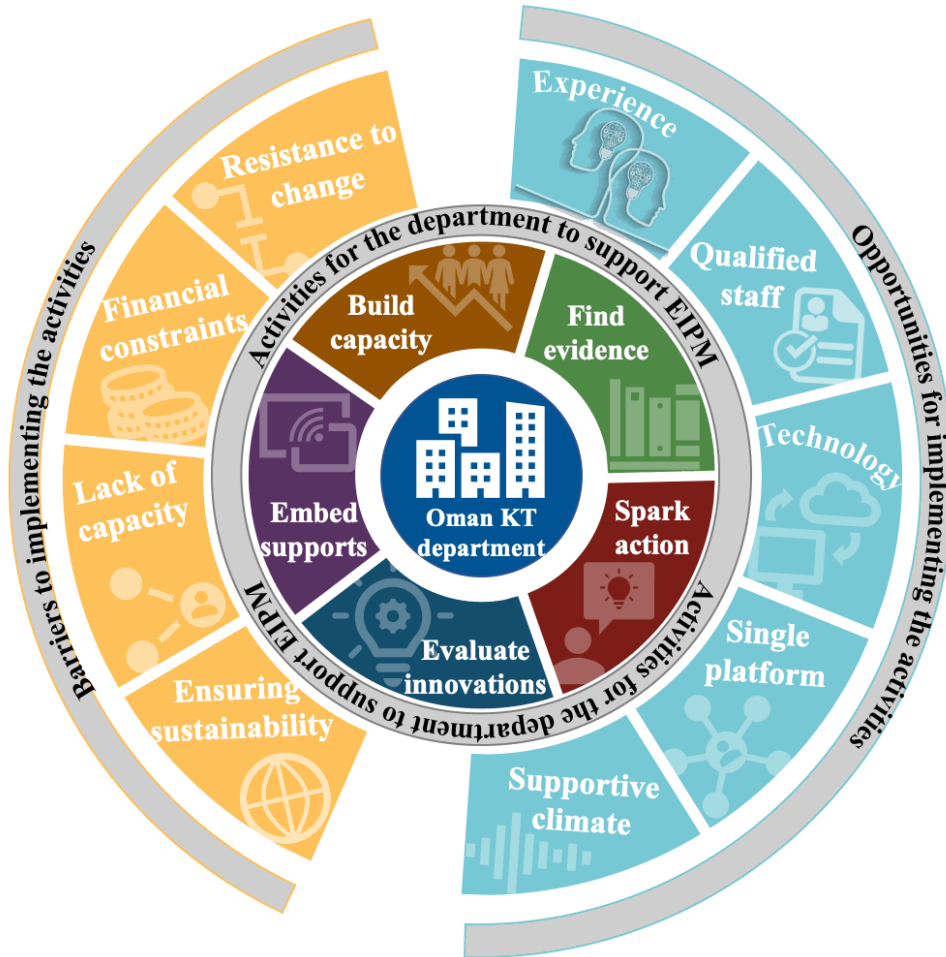 Barriers to implementing the activities
Resistance to
change
Financial
constraints
Lack of
capacity
Ensuring
sustainability
Activities for the department to support EIPM
Build
capacity
Find
evidence
Embed
supports
Spark
action
Evaluate
innovations
Activities for the department to support EIPM
Oman KT
department
Experience
Qualified
staff
Technology
Single
platform
Supportive
climate
Opportunities for implementing the activities